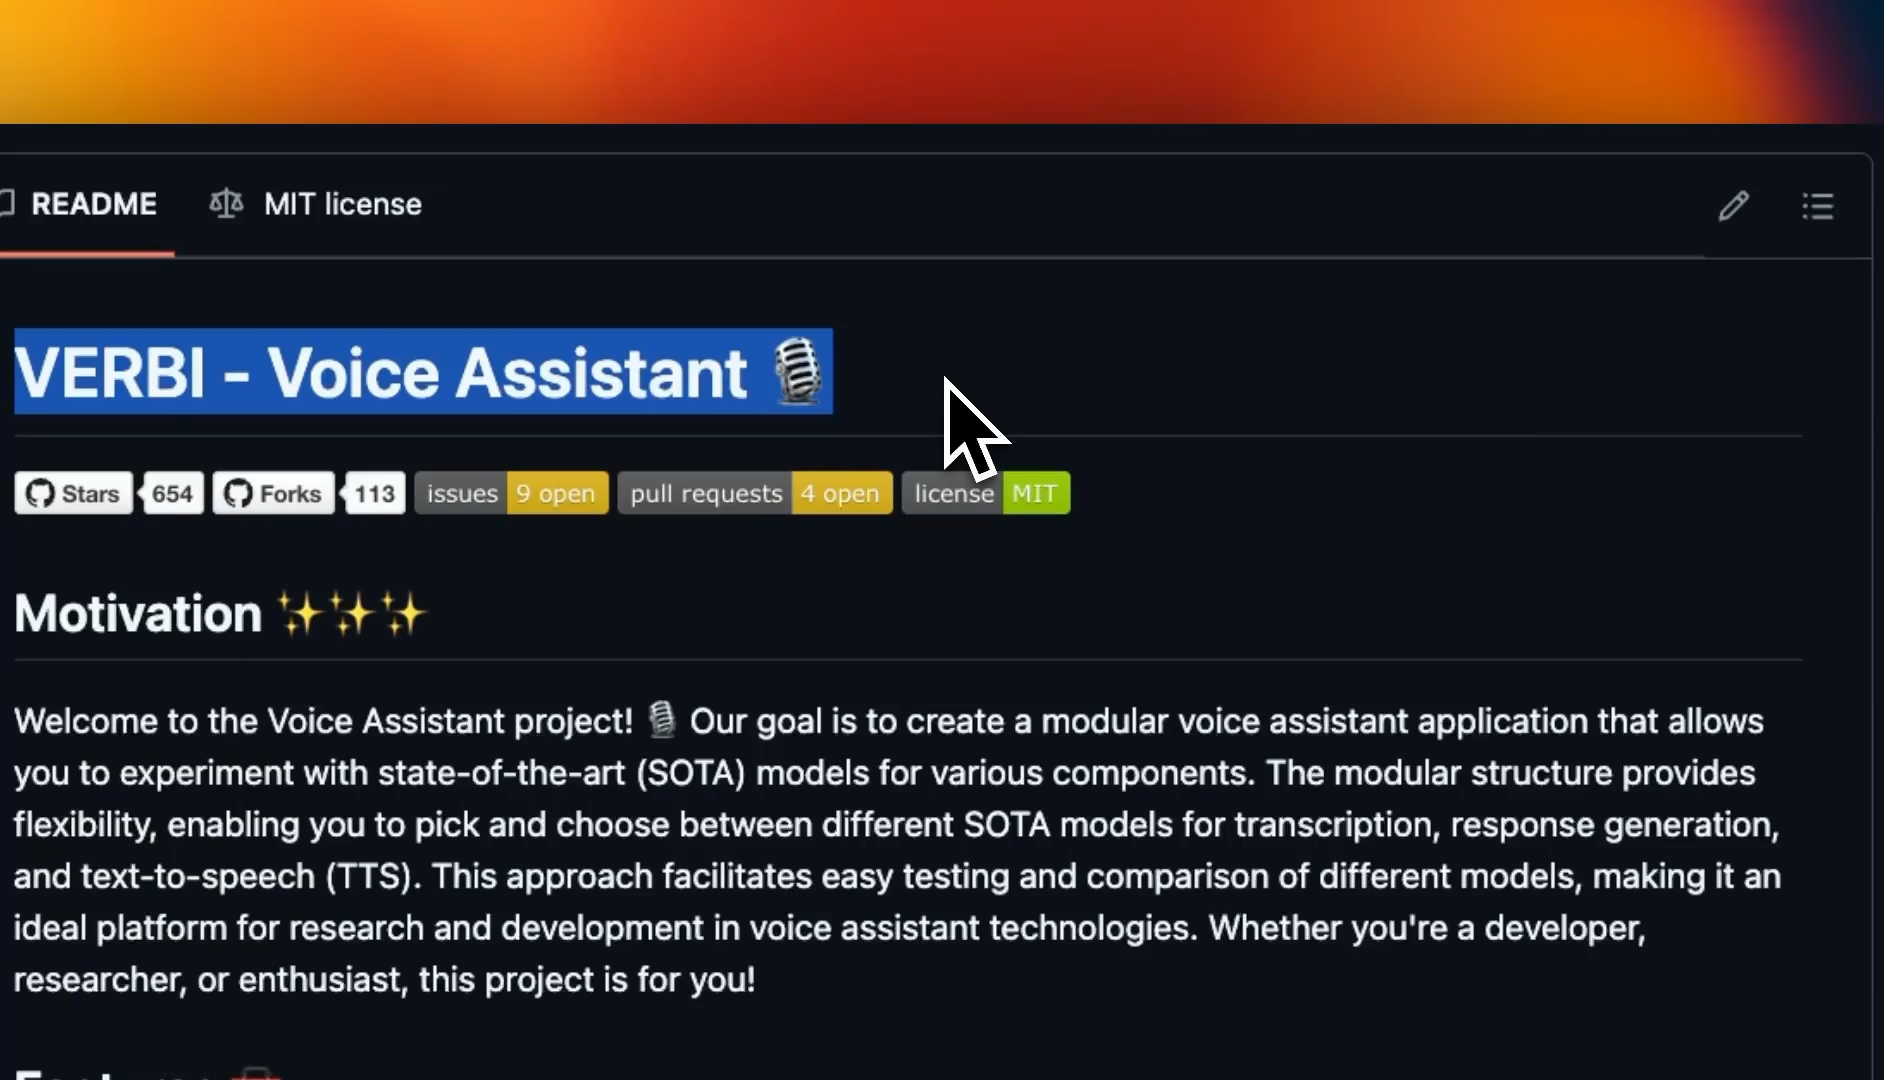 README MIT license
VERBI - Voice Assistant 🎙️
Stars 654 Forks 113 issues 9 open pull requests 4 open license MIT
Motivation ✨✨✨
Welcome to the Voice Assistant project! 🎙️ Our goal is to create a modular voice assistant application that allows
you to experiment with state-of-the-art (SOTA) models for various components. The modular structure provides
flexibility, enabling you to pick and choose between different SOTA models for transcription, response generation,
and text-to-speech (TTS). This approach facilitates easy testing and comparison of different models, making it an
ideal platform for research and development in voice assistant technologies. Whether you're a developer,
researcher, or enthusiast, this project is for you!